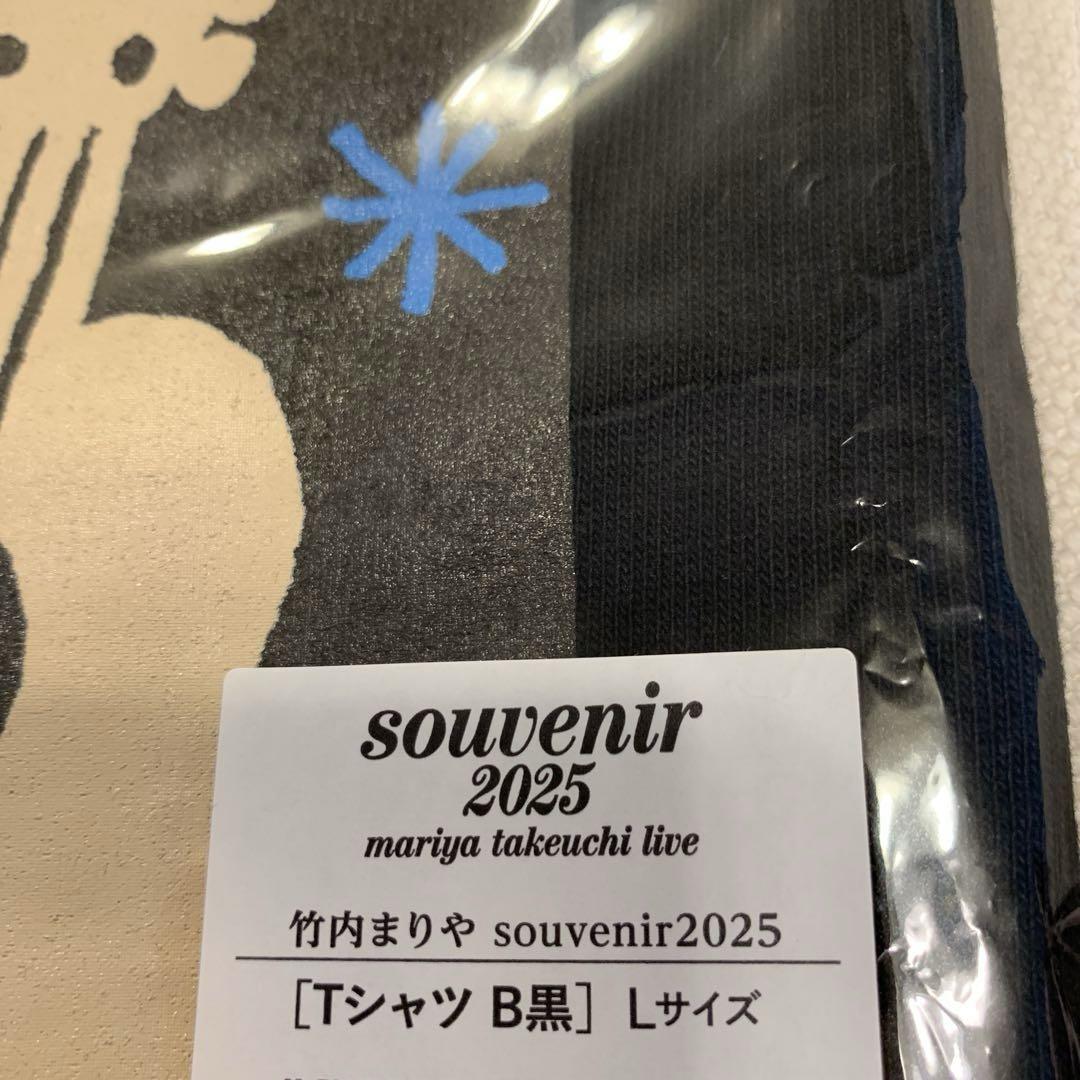 souvenir
2025
mariya takeuchi live
竹内まりや souvenir2025
［Tシャツ B黒］ Lサイズ